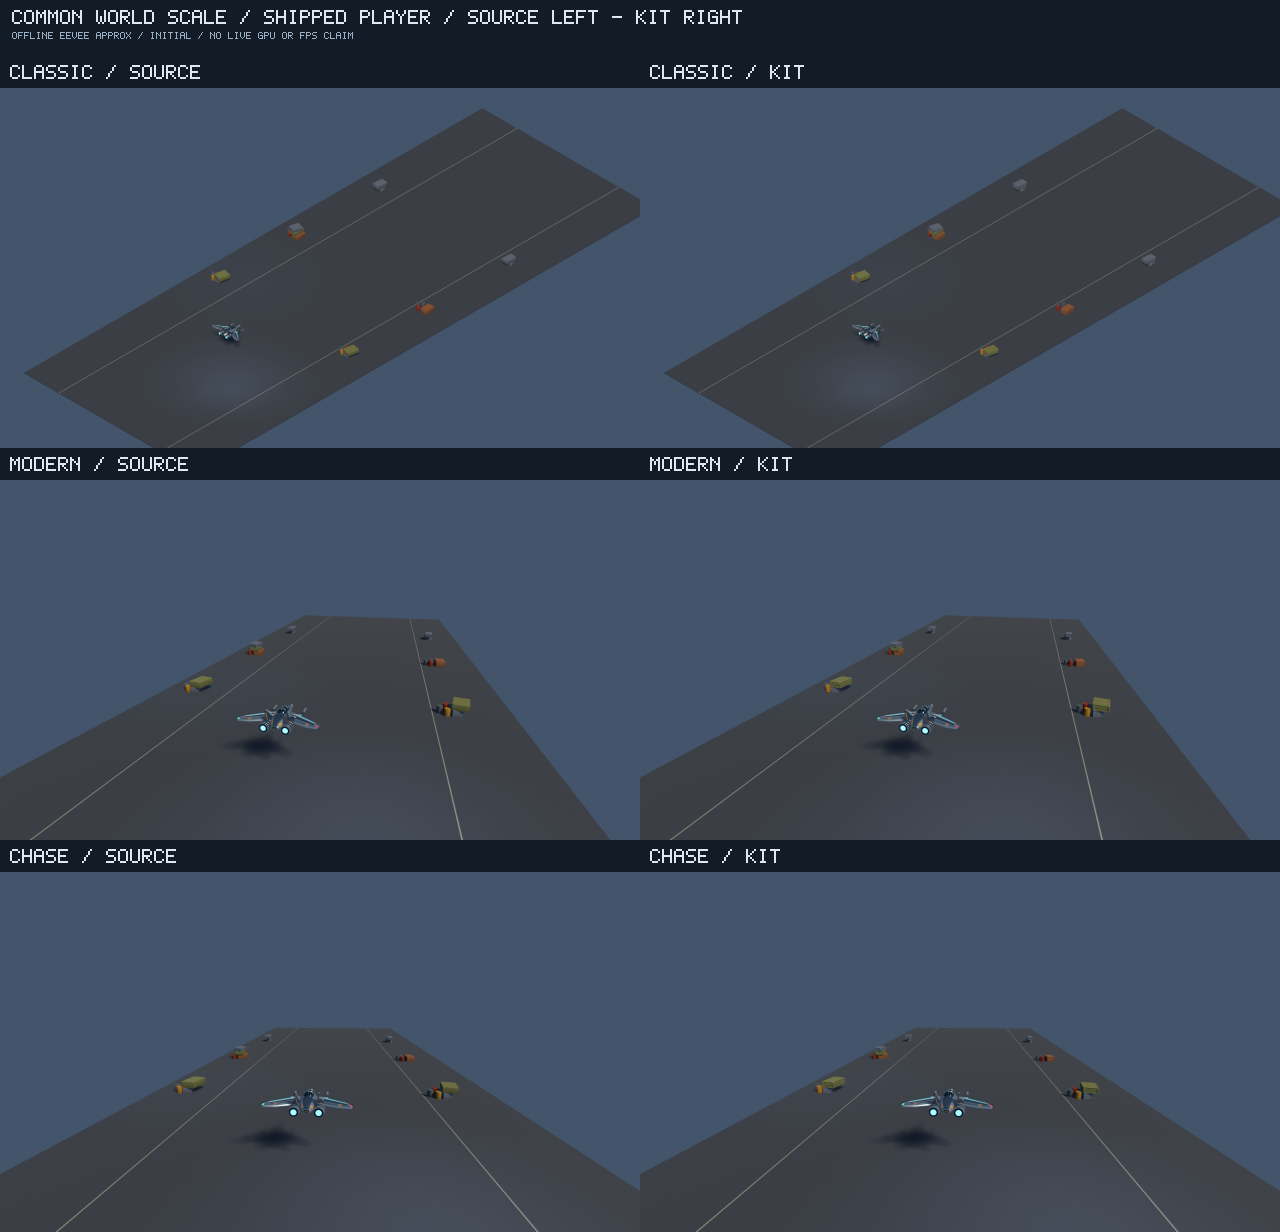 COMMON WORLD SCALE / SHIPPED PLAYER / SOURCE LEFT - KIT RIGHT
OFFLINE EEVEE APPROX / INITIAL / NO LIVE GPU OR FPS CLAIM
CLASSIC / SOURCE
CLASSIC / KIT
MODERN / SOURCE
MODERN / KIT
CHASE / SOURCE
CHASE / KIT